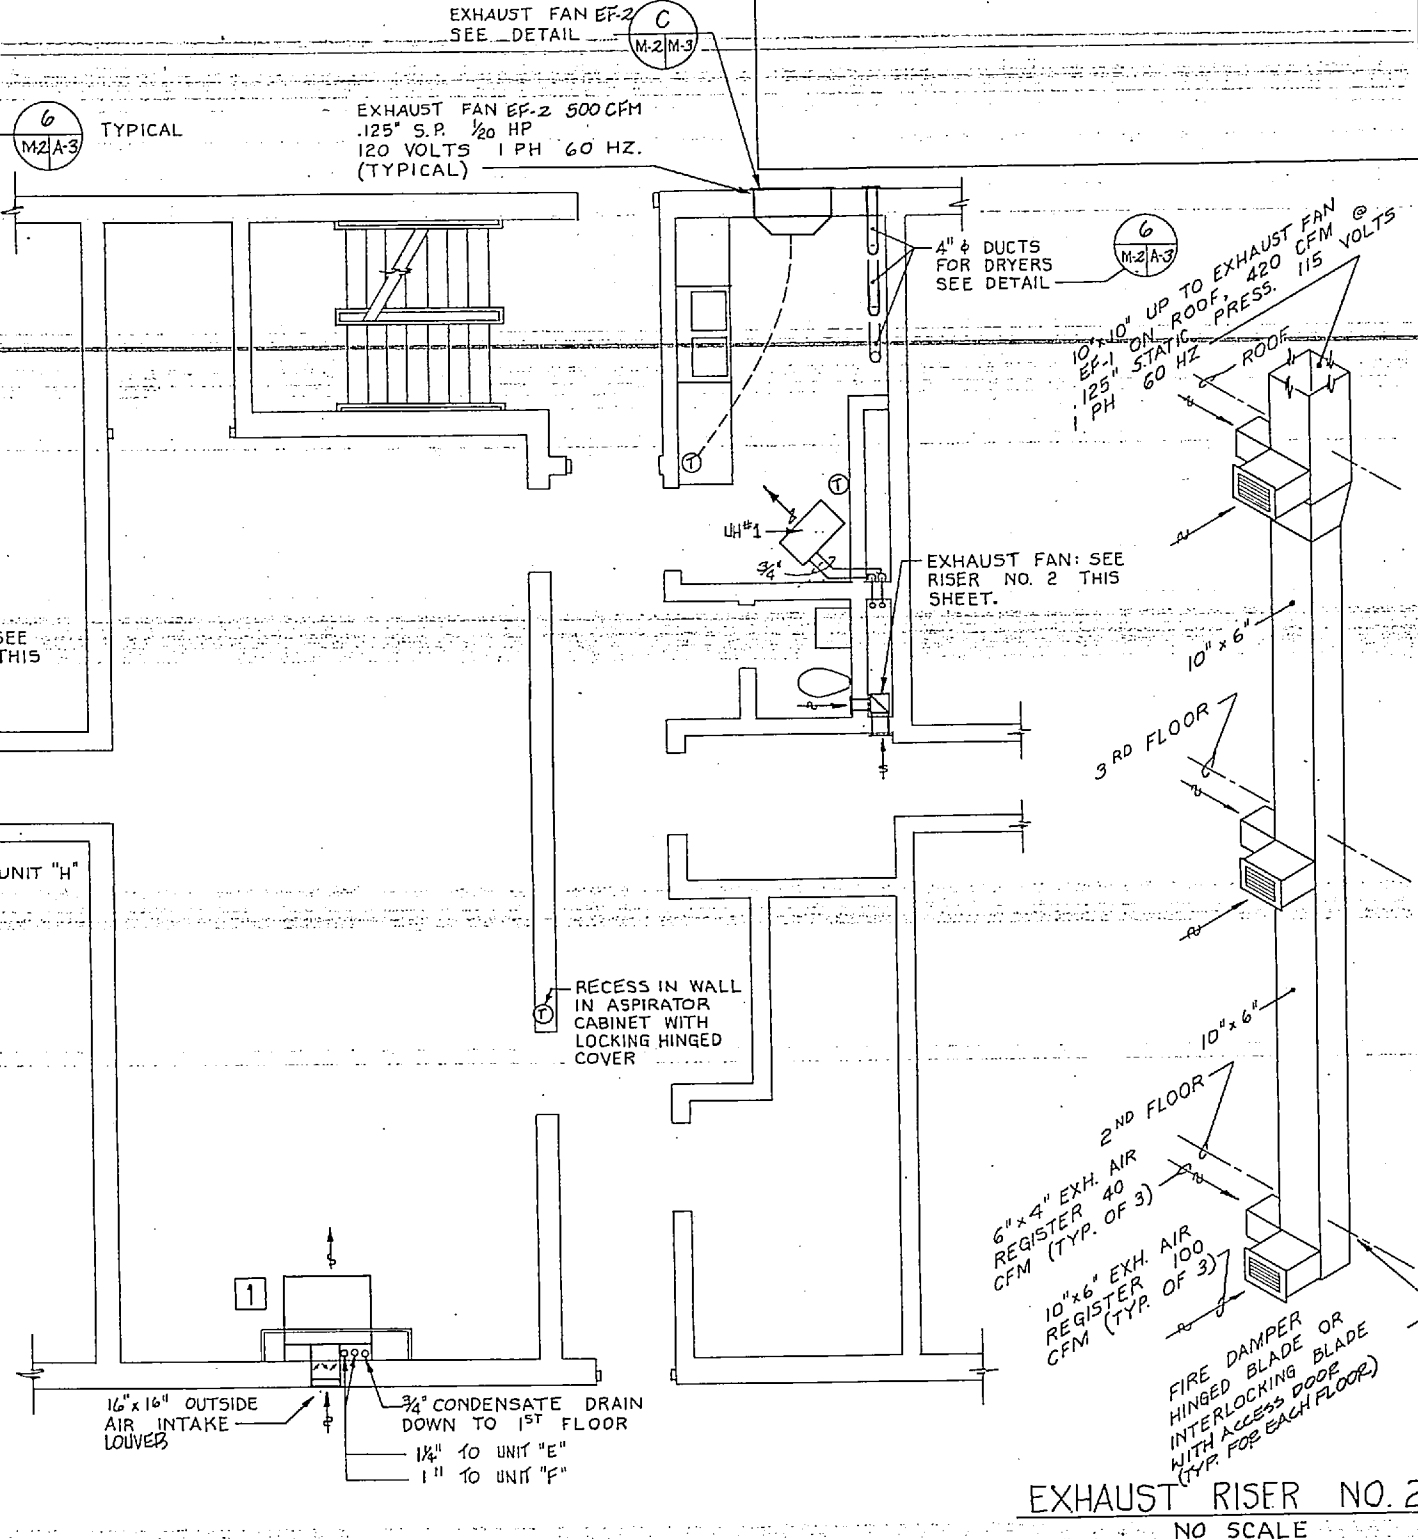 EXHAUST FAN EF-2
SEE DETAIL
C
M-2 M-3
6
M-2 A-3
TYPICAL
EXHAUST FAN EF-2 500 CFM
.125" S.P. 1/20 HP
120 VOLTS 1 PH 60 HZ.
(TYPICAL)
4" ϕ DUCTS
FOR DRYERS
SEE DETAIL
6
M-2 A-3
10"x10" UP TO EXHAUST FAN
EF-1 ON ROOF, 420 CFM @
.125" STATIC PRESS. 115 VOLTS
1 PH 60 HZ
ROOF
T
T
UH#1
3/4"
EXHAUST FAN: SEE
RISER NO. 2 THIS
SHEET.
10" x 6"
SEE
THIS
3RD FLOOR
UNIT "H"
RECESS IN WALL
IN ASPIRATOR
CABINET WITH
LOCKING HINGED
COVER
T
10" x 6"
2ND FLOOR
6"x4" EXH. AIR
REGISTER 40
CFM (TYP. OF 3)
10"x6" EXH. AIR
REGISTER 100
CFM (TYP. OF 3)
1
16"x 16" OUTSIDE
AIR INTAKE
LOUVER
3/4" CONDENSATE DRAIN
DOWN TO 1ST FLOOR
1 1/4" TO UNIT "E"
1" TO UNIT "F"
FIRE DAMPER
HINGED BLADE OR
INTERLOCKING BLADE
WITH ACCESS DOOR
(TYP. FOR EACH FLOOR)
EXHAUST RISER NO. 2
NO SCALE